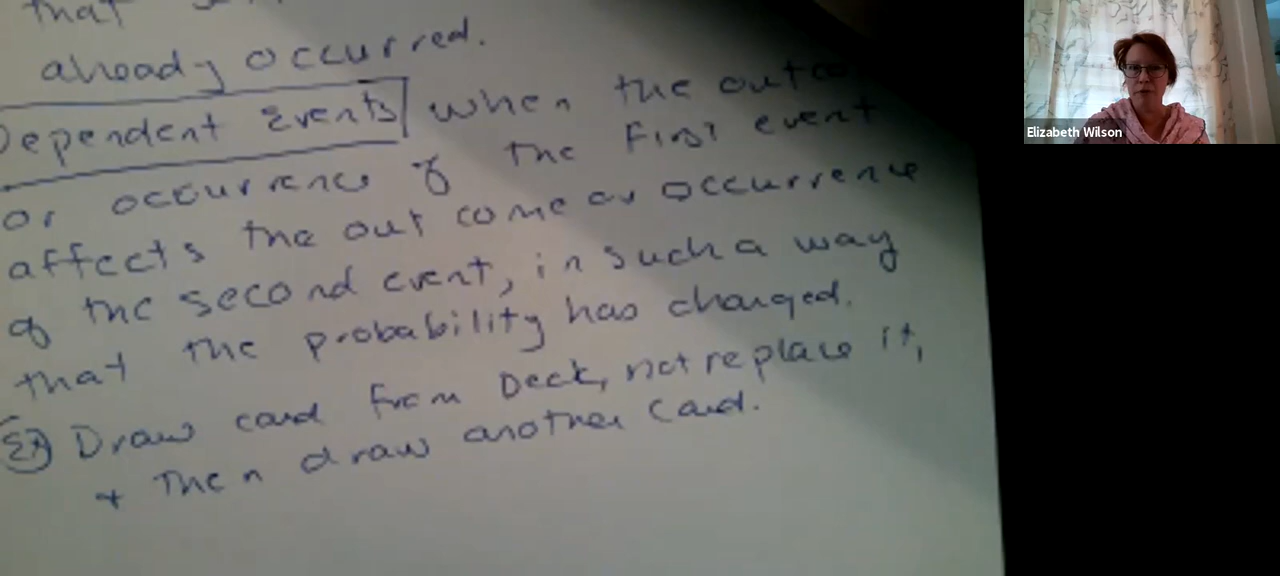 that
already occurred.
Dependent Events when the outco
or occurrence of the first event
affects the outcome or occurrence
of the second event, in such a way
that the probability has changed.
Ex Draw card from Deck, not replace it,
+ Then draw another Card.
Elizabeth Wilson